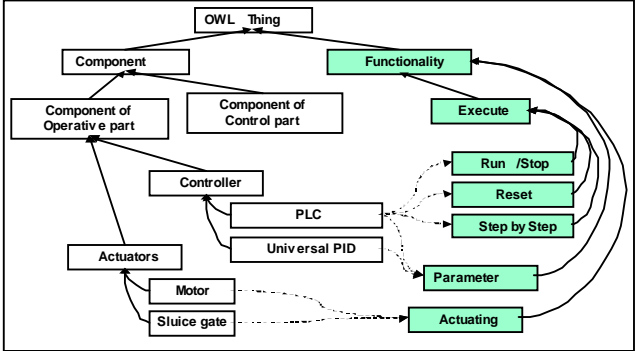 OWL Thing
Component
Functionality
Component of
Operative part
Component of
Control part
Execute
Controller
Run /Stop
PLC
Reset
Step by Step
Universal PID
Actuators
Parameter
Motor
Sluice gate
Actuating